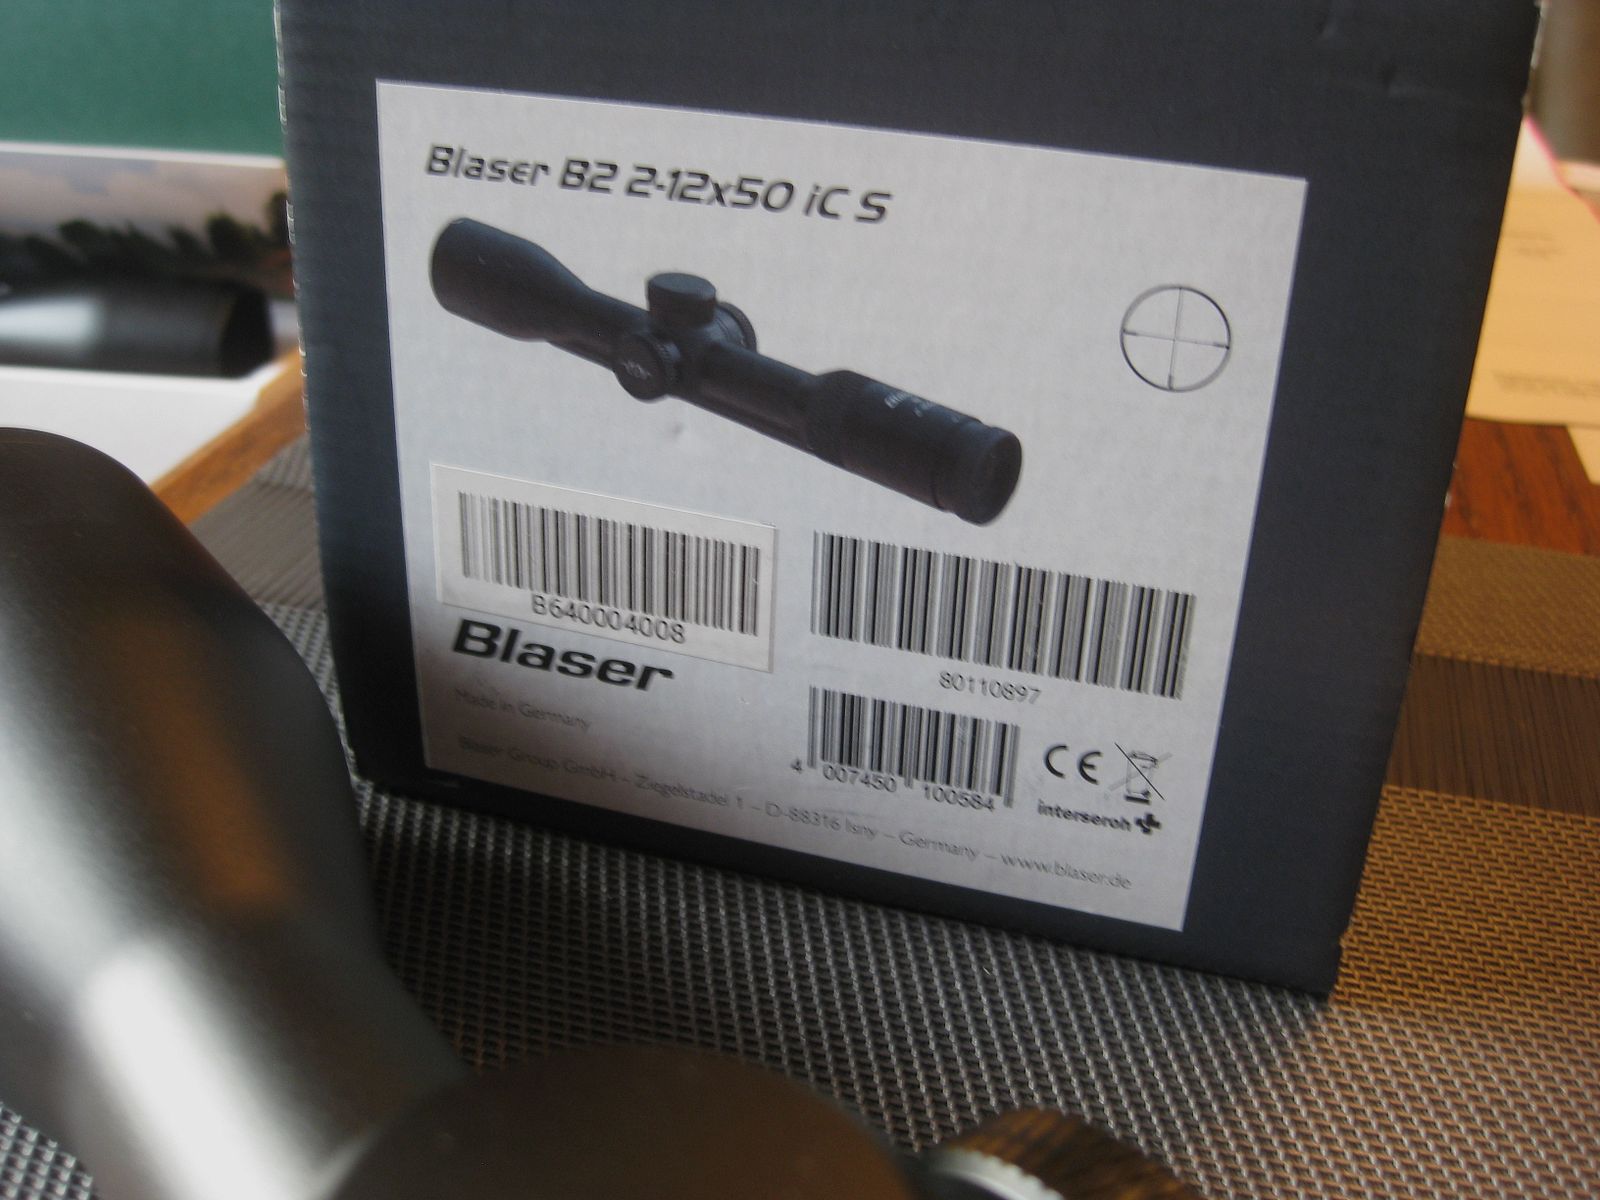 Blaser B2 2-12x50 iC S
B640004008
Blaser
80110897
Made in Germany
4 007450 100584
CE
interseroh
Blaser Group GmbH – Ziegelstadel 1 – D-88316 Isny – Germany – www.blaser.de